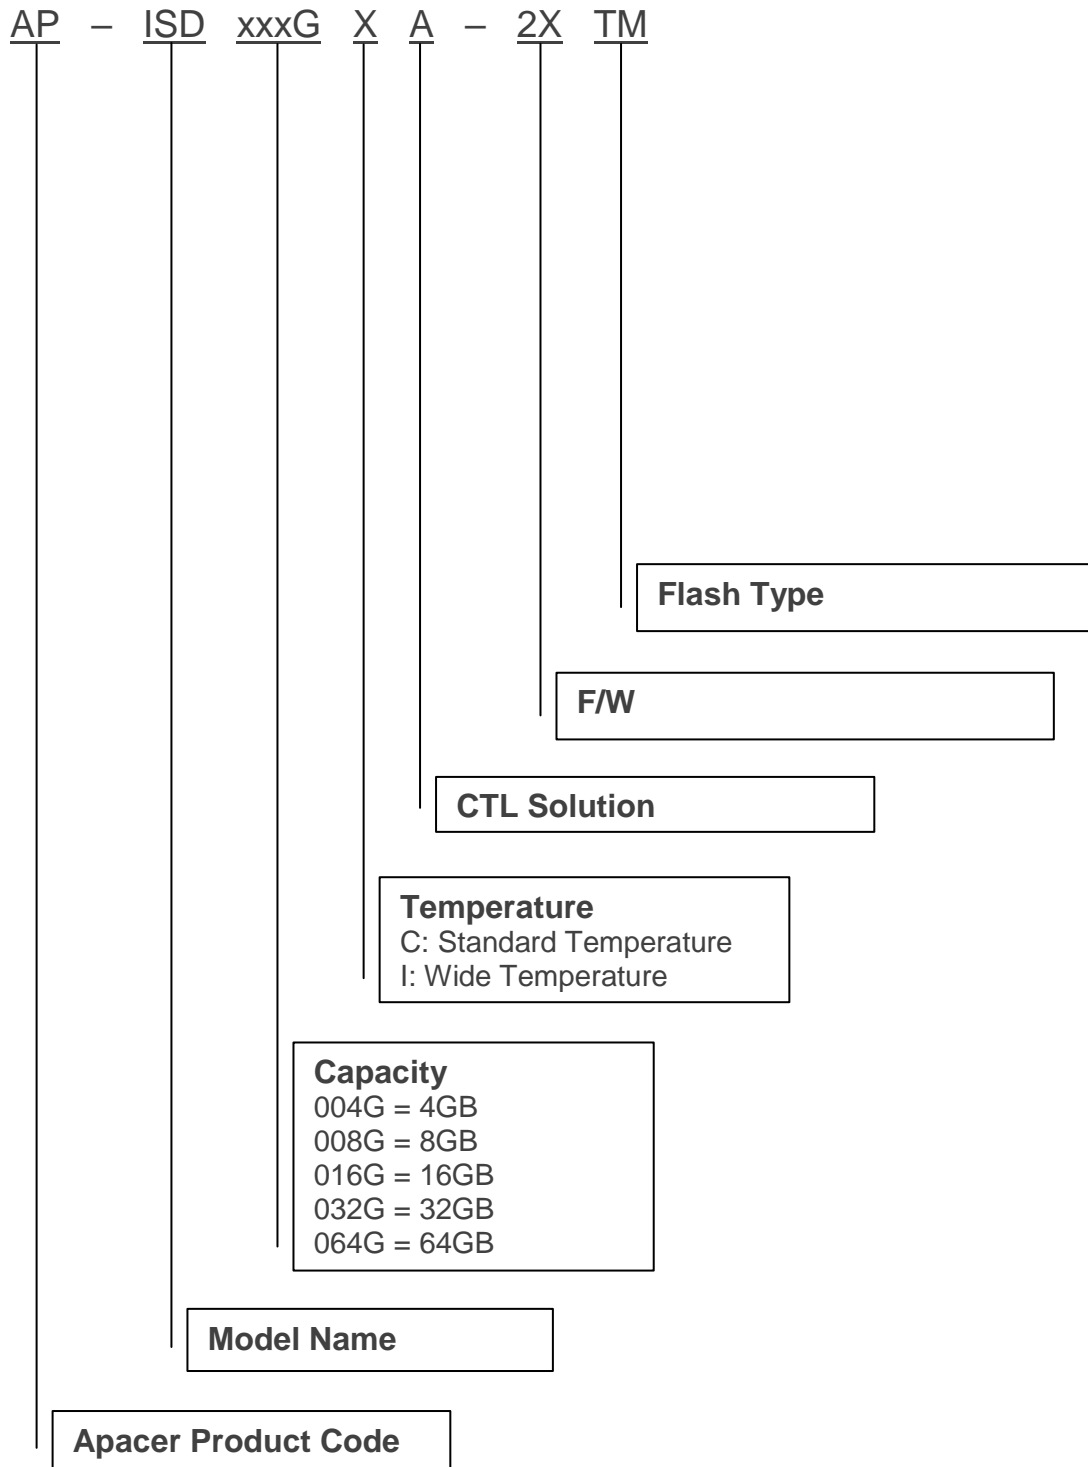 AP – ISD xxxG X A – 2X TM
Flash Type
F/W
CTL Solution
Temperature
C: Standard Temperature
I: Wide Temperature
Capacity
004G = 4GB
008G = 8GB
016G = 16GB
032G = 32GB
064G = 64GB
Model Name
Apacer Product Code